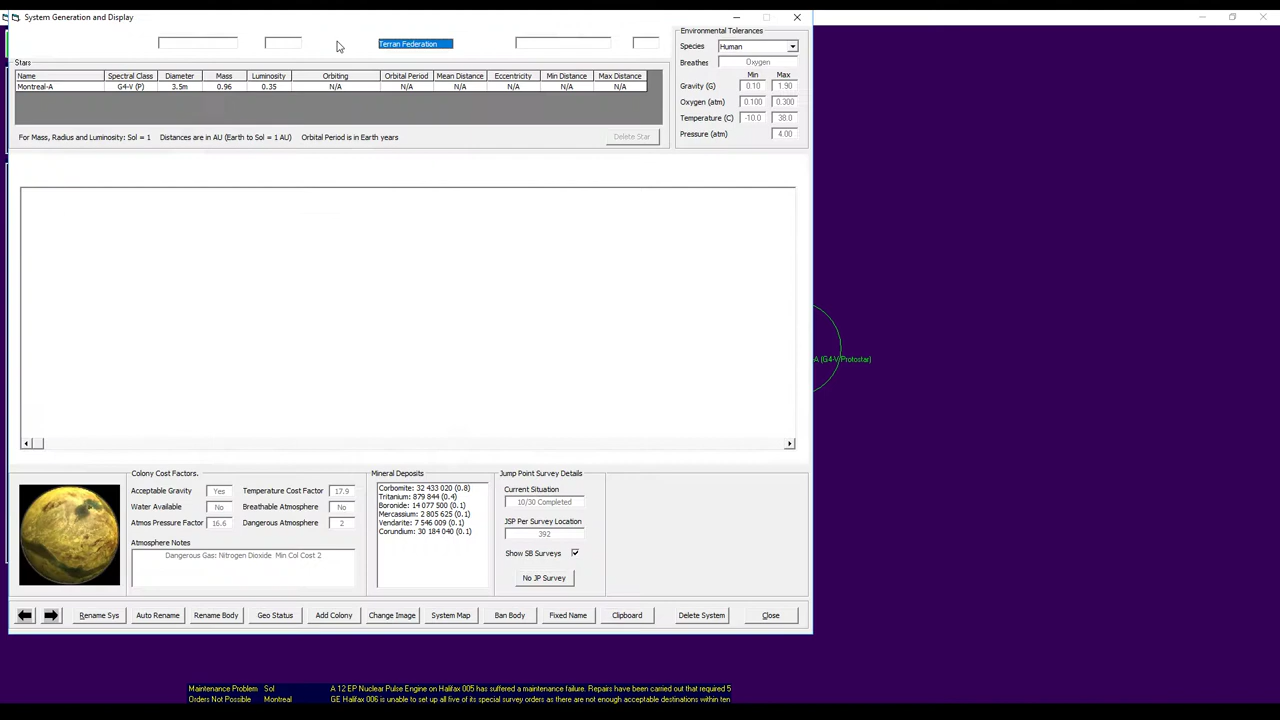 System Generation and Display
Terran Federation
Environmental Tolerances
Species Human
Breathes Oxygen
Min Max
Gravity (G) 0.10 1.90
Oxygen (atm) 0.100 0.300
Temperature (C) -10.0 38.0
Pressure (atm) 4.00
Stars
Name Spectral Class Diameter Mass Luminosity Orbiting Orbital Period Mean Distance Eccentricity Min Distance Max Distance
Montreal-A G4-V (P) 3.5m 0.96 0.35 N/A N/A N/A N/A N/A N/A
For Mass, Radius and Luminosity: Sol = 1 Distances are in AU (Earth to Sol = 1 AU) Orbital Period is in Earth years
Delete Star
A (G4-V/Protostar)
Colony Cost Factors.
Acceptable Gravity Yes Temperature Cost Factor 17.9
Water Available No Breathable Atmosphere No
Atmos Pressure Factor 16.6 Dangerous Atmosphere 2
Atmosphere Notes
Dangerous Gas: Nitrogen Dioxide Min Col Cost 2
Mineral Deposits
Corbomite: 32 433 020 (0.8)
Tritanium: 879 844 (0.4)
Boronide: 14 077 500 (0.1)
Mercassium: 2 805 625 (0.1)
Vendarite: 7 546 009 (0.1)
Corundium: 30 184 040 (0.1)
Jump Point Survey Details
Current Situation
10/30 Completed
JSP Per Survey Location
392
Show SB Surveys
No JP Survey
Rename Sys Auto Rename Rename Body Geo Status Add Colony Change Image System Map Ban Body Fixed Name Clipboard Delete System Close
Maintenance Problem Sol A 12 EP Nuclear Pulse Engine on Halifax 005 has suffered a maintenance failure. Repairs have been carried out that required 5
Orders Not Possible Montreal GE Halifax 006 is unable to set up all five of its special survey orders as there are not enough acceptable destinations within ten